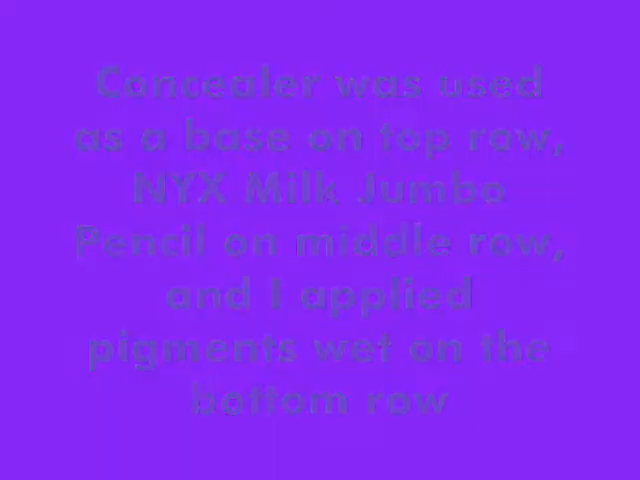 Concealer was used
as a base on top row,
NYX Milk Jumbo
Pencil on middle row,
and I applied
pigments wet on the
bottom row